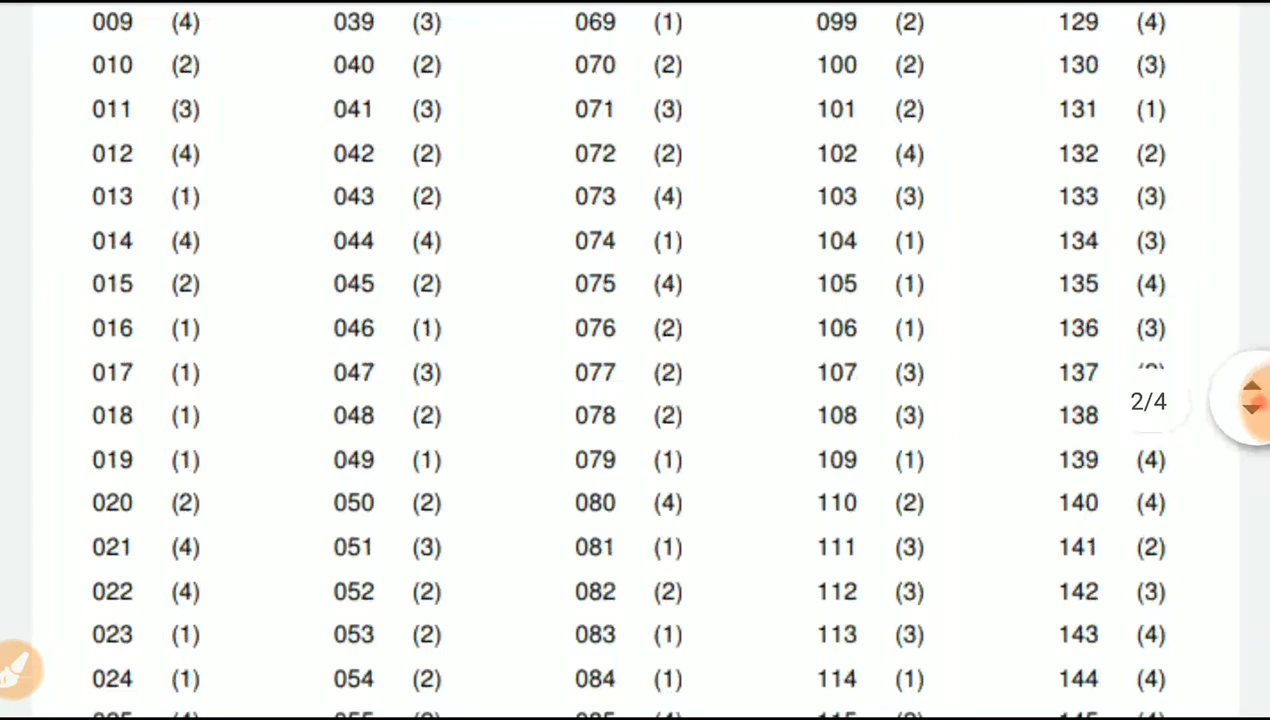 009 (4) 039 (3) 069 (1) 099 (2) 129 (4)
010 (2) 040 (2) 070 (2) 100 (2) 130 (3)
011 (3) 041 (3) 071 (3) 101 (2) 131 (1)
012 (4) 042 (2) 072 (2) 102 (4) 132 (2)
013 (1) 043 (2) 073 (4) 103 (3) 133 (3)
014 (4) 044 (4) 074 (1) 104 (1) 134 (3)
015 (2) 045 (2) 075 (4) 105 (1) 135 (4)
016 (1) 046 (1) 076 (2) 106 (1) 136 (3)
017 (1) 047 (3) 077 (2) 107 (3) 137
2/4
018 (1) 048 (2) 078 (2) 108 (3) 138
019 (1) 049 (1) 079 (1) 109 (1) 139 (4)
020 (2) 050 (2) 080 (4) 110 (2) 140 (4)
021 (4) 051 (3) 081 (1) 111 (3) 141 (2)
022 (4) 052 (2) 082 (2) 112 (3) 142 (3)
023 (1) 053 (2) 083 (1) 113 (3) 143 (4)
024 (1) 054 (2) 084 (1) 114 (1) 144 (4)